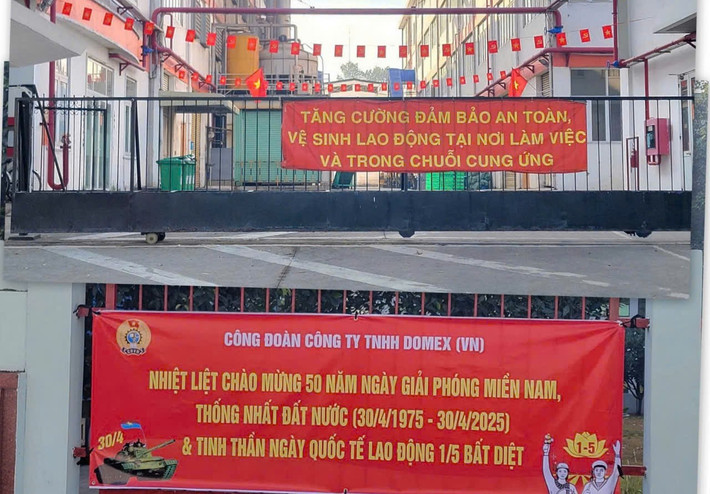 TĂNG CƯỜNG ĐẢM BẢO AN TOÀN,
VỆ SINH LAO ĐỘNG TẠI NƠI LÀM VIỆC
VÀ TRONG CHUỖI CUNG ỨNG
CÔNG ĐOÀN CÔNG TY TNHH DOMEX (VN)
NHIỆT LIỆT CHÀO MỪNG 50 NĂM NGÀY GIẢI PHÓNG MIỀN NAM,
THỐNG NHẤT ĐẤT NƯỚC (30/4/1975 - 30/4/2025)
& TINH THẦN NGÀY QUỐC TẾ LAO ĐỘNG 1/5 BẤT DIỆT
30/4
1-5